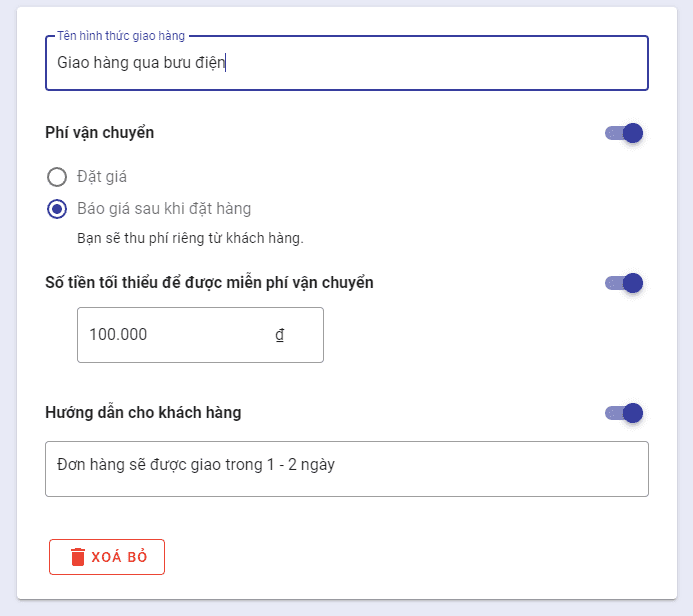 Tên hình thức giao hàng
Giao hàng qua bưu điện
Phí vận chuyển
Đặt giá
Báo giá sau khi đặt hàng
Bạn sẽ thu phí riêng từ khách hàng.
Số tiền tối thiểu để được miễn phí vận chuyển
100.000 ₫
Hướng dẫn cho khách hàng
Đơn hàng sẽ được giao trong 1 - 2 ngày
XOÁ BỎ